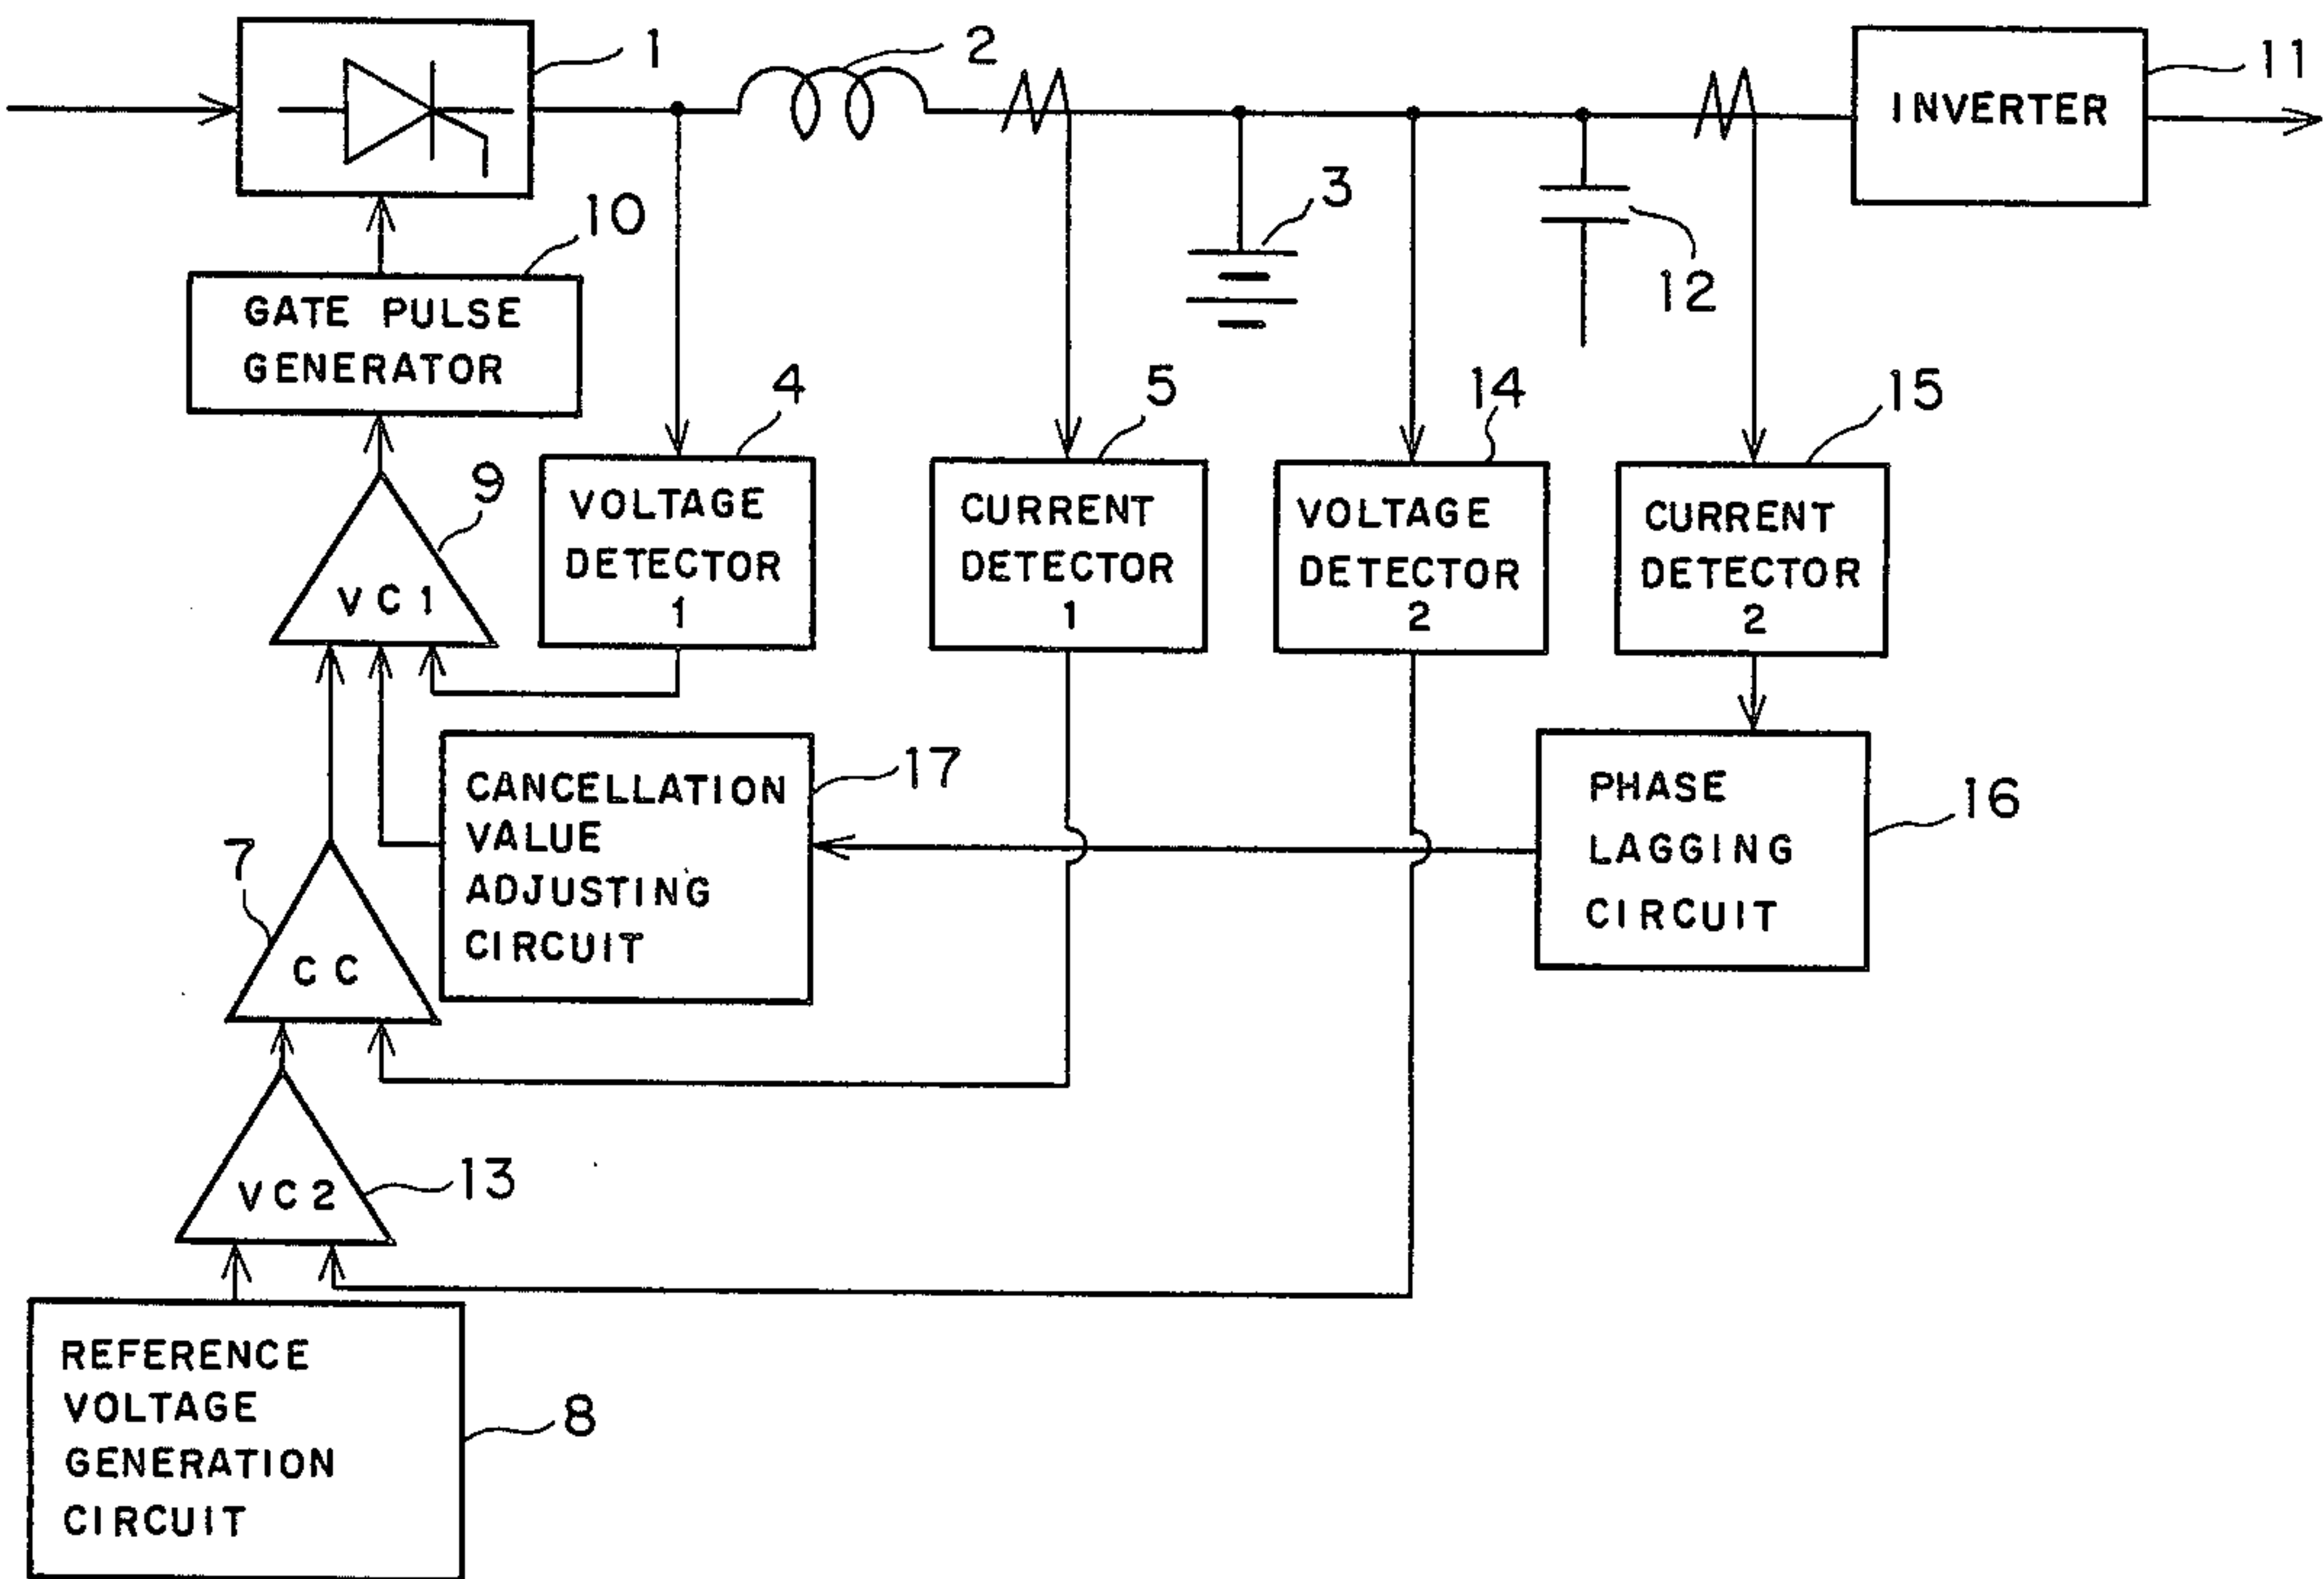 1
2
11
INVERTER
3
10
12
GATE PULSE
GENERATOR
4
5
14
15
9
VOLTAGE
DETECTOR
1
CURRENT
DETECTOR
1
VOLTAGE
DETECTOR
2
CURRENT
DETECTOR
2
VC1
17
CANCELLATION
VALUE
ADJUSTING
CIRCUIT
PHASE
LAGGING
CIRCUIT
16
7
CC
VC2
13
REFERENCE
VOLTAGE
GENERATION
CIRCUIT
8